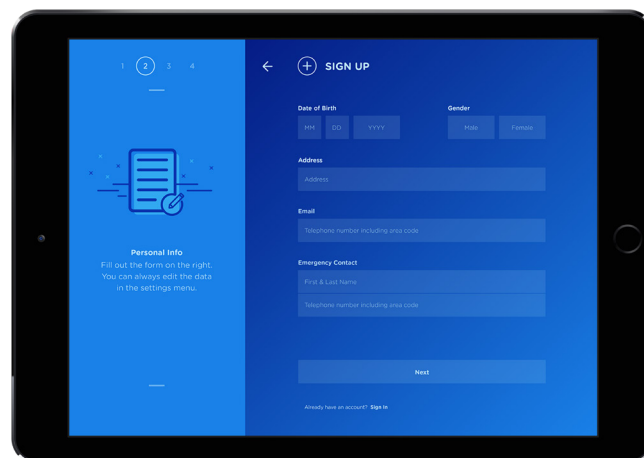 1 2 3 4
Personal Info
Fill out the form on the right.
You can always edit the data
in the settings menu.
SIGN UP
Date of Birth
Gender
MM DD YYYY
Male Female
Address
Address
Email
Telephone number including area code
Emergency Contact
First & Last Name
Telephone number including area code
Next
Already have an account? Sign In